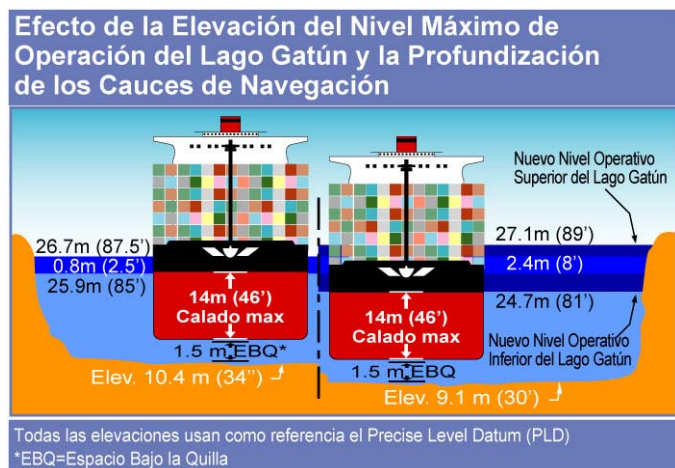 Efecto de la Elevación del Nivel Máximo de
Operación del Lago Gatún y la Profundización
de los Cauces de Navegación
Nuevo Nivel Operativo
Superior del Lago Gatún
26.7m (87.5')
0.8m (2.5')
25.9m (85')
14m (46')
Calado max
1.5 m EBQ*
Elev. 10.4 m (34")
27.1m (89')
2.4m (8')
24.7m (81')
14m (46')
Calado max
Nuevo Nivel Operativo
Inferior del Lago Gatún
1.5 m EBQ
Elev. 9.1 m (30')
Todas las elevaciones usan como referencia el Precise Level Datum (PLD)
*EBQ=Espacio Bajo la Quilla